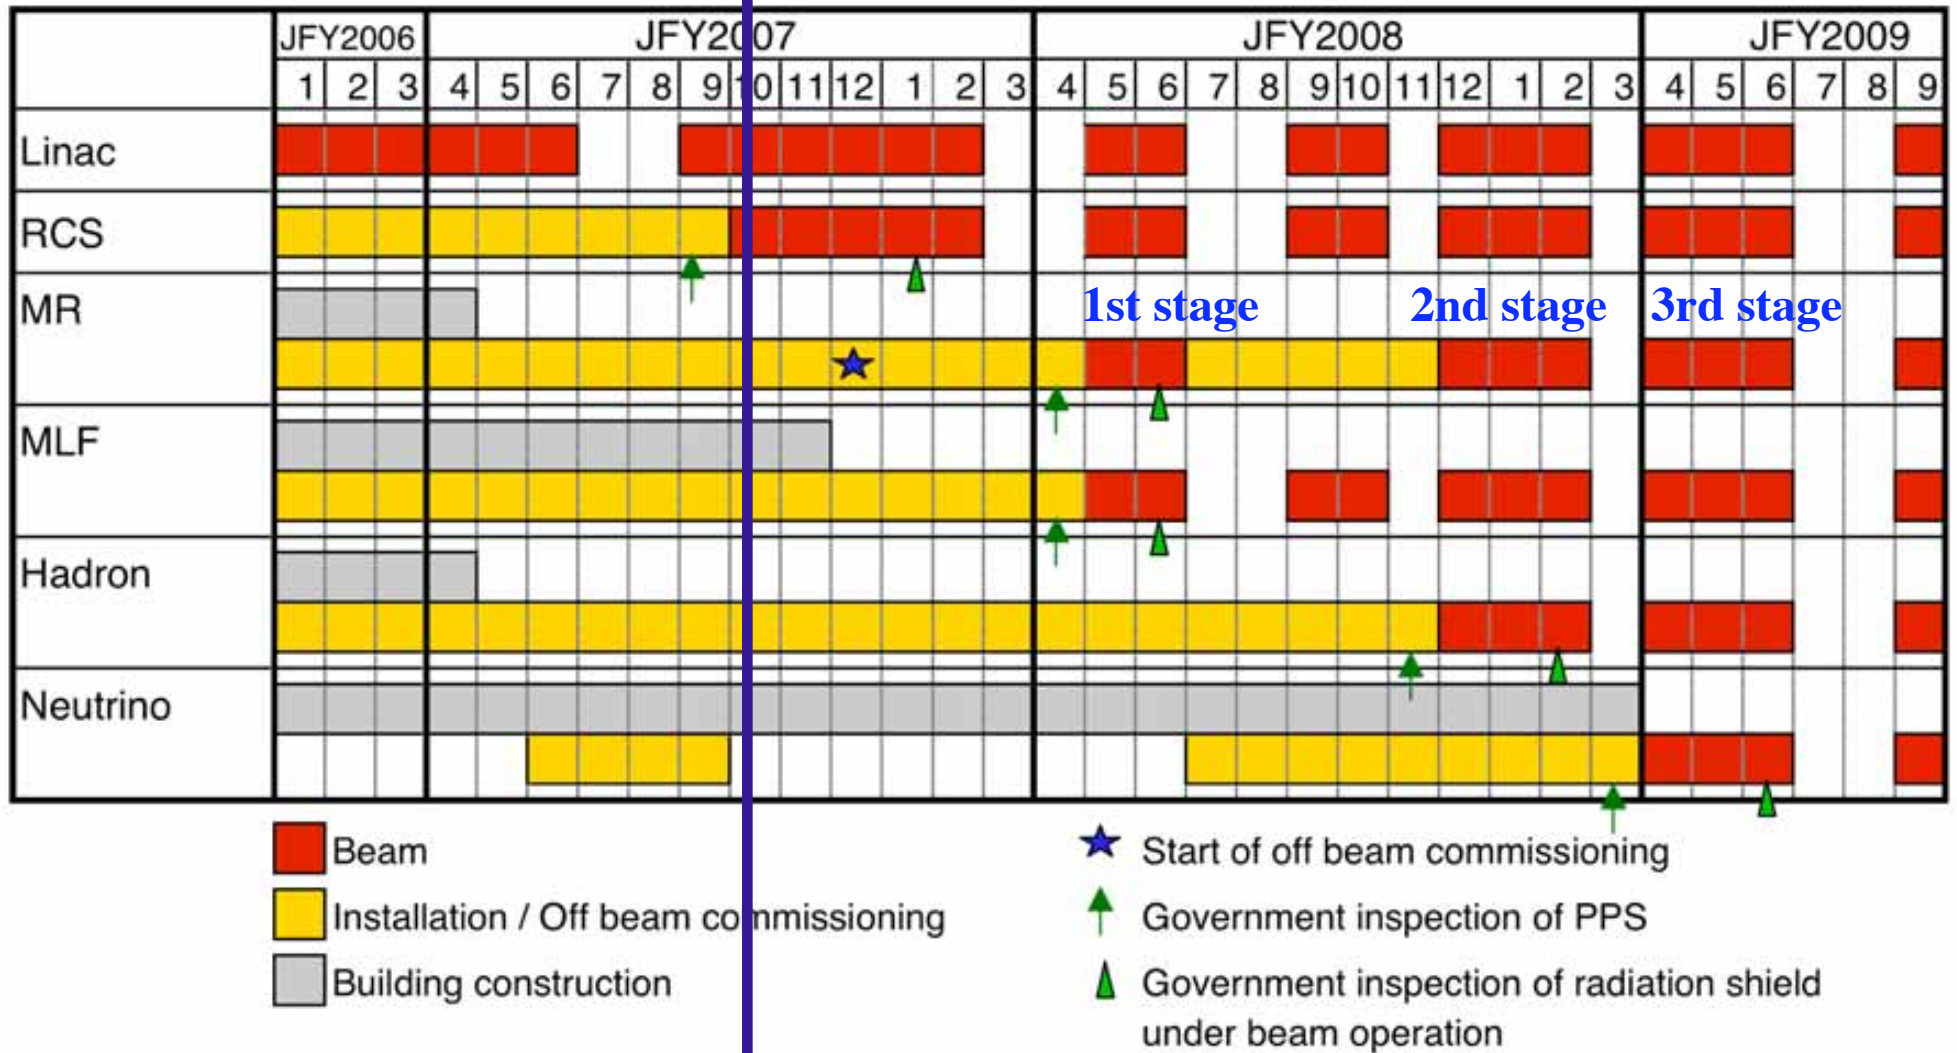 JFY2006 JFY2007 JFY2008 JFY2009
1 2 3 4 5 6 7 8 9 10 11 12 1 2 3 4 5 6 7 8 9 10 11 12 1 2 3 4 5 6 7 8 9
Linac
RCS
MR 1st stage 2nd stage 3rd stage
MLF
Hadron
Neutrino
Beam
Installation / Off beam commissioning
Building construction
Start of off beam commissioning
Government inspection of PPS
Government inspection of radiation shield
under beam operation